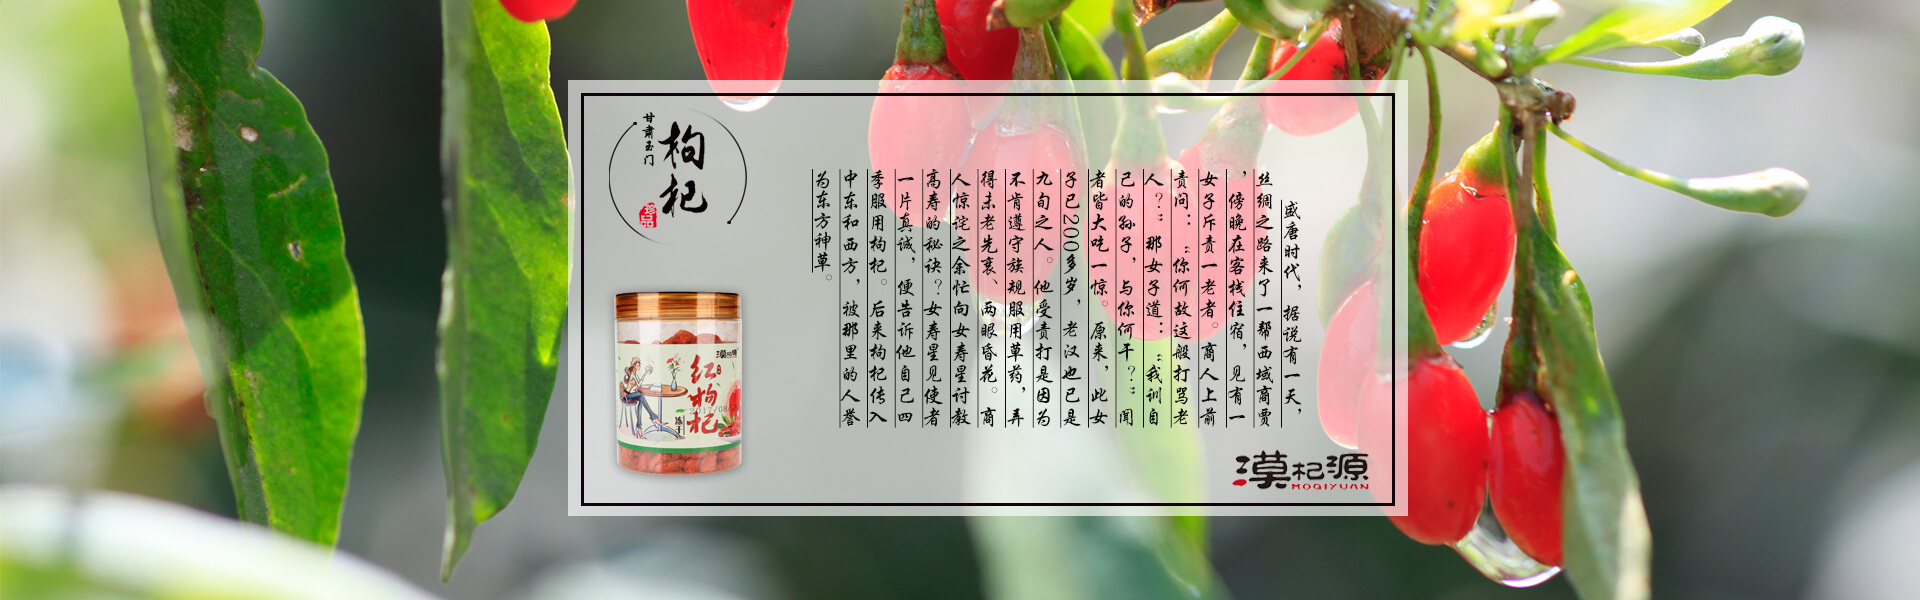 甘肃玉门
枸杞
珍品
盛唐时代，据说有一天，
丝绸之路来了一帮西域商贾
，傍晚在客栈住宿，见有一
女子斥责一老者。商人上前
责问：“你何故这般打骂老
人？”那女子道：“我训自
己的孙子，与你何干？”闻
者皆大吃一惊。原来，此女
子已200多岁，老汉也已是
九旬之人。他受责打是因为
不肯遵守族规服用草药，弄
得未老先衰、两眼昏花。商
人惊诧之余忙向女寿星讨教
高寿的秘诀？女寿星见使者
一片真诚，便告诉他自己四
季服用枸杞。后来枸杞传入
中东和西方，被那里的人誉
为东方神草。
漠杞源
红枸杞
冻干
漠杞源
MOQIYUAN